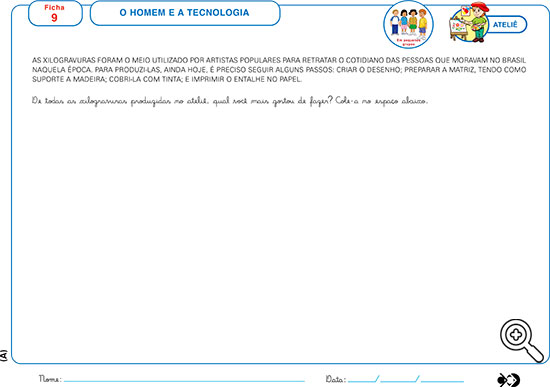 Ficha
9
O HOMEM E A TECNOLOGIA
Em pequenos
grupos
ATELIÊ
AS XILOGRAVURAS FORAM O MEIO UTILIZADO POR ARTISTAS POPULARES PARA RETRATAR O COTIDIANO DAS PESSOAS QUE MORAVAM NO BRASIL
NAQUELA ÉPOCA. PARA PRODUZI-LAS, AINDA HOJE, É PRECISO SEGUIR ALGUNS PASSOS: CRIAR O DESENHO; PREPARAR A MATRIZ, TENDO COMO
SUPORTE A MADEIRA; COBRI-LA COM TINTA; E IMPRIMIR O ENTALHE NO PAPEL.
De todas as xilogravuras produzidas no ateliê, qual você mais gostou de fazer? Cole-a no espaço abaixo.
(A)
Nome:
Data: / /